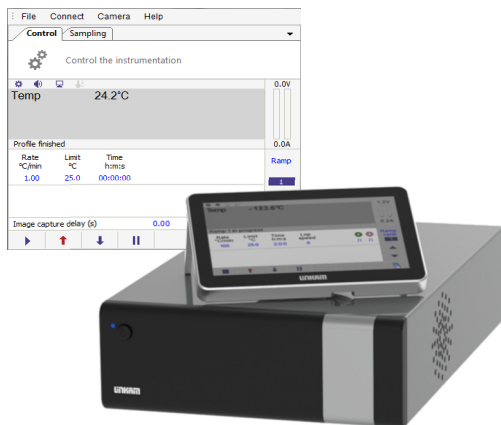 File Connect Camera Help
Control Sampling
Control the instrumentation
0.0V
Temp 24.2°C
Profile finished 0.0A
Rate Limit Time Ramp
°C/min °C h:m:s
1.00 25.0 00:00:00 1
Image capture delay (s) 0.00
Temp
LINKAM
LINKAM